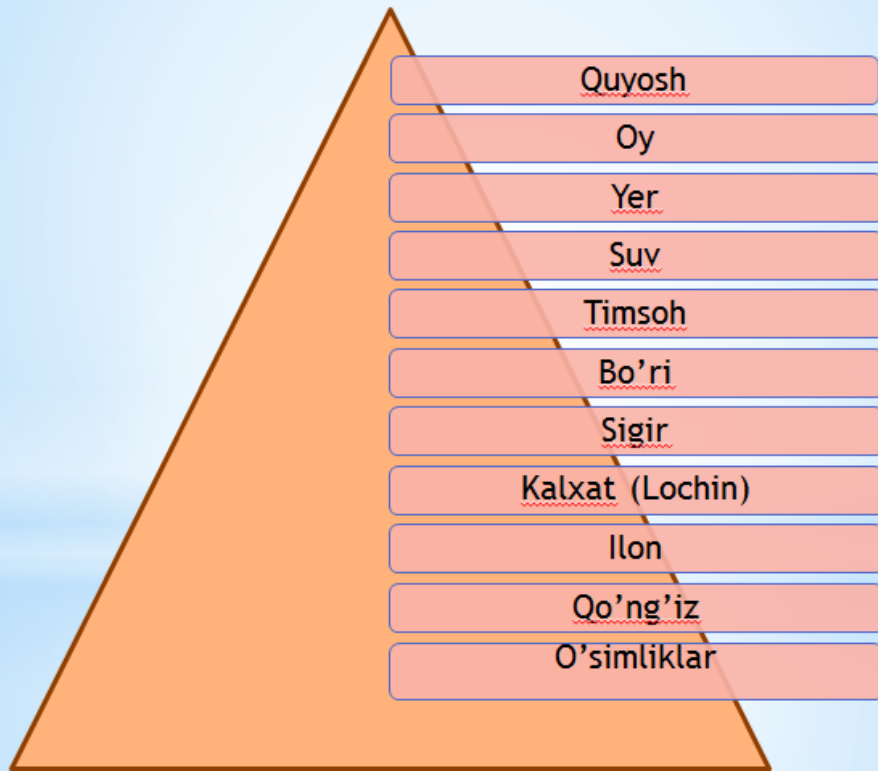 Quyosh
Oy
Yer
Suv
Timsoh
Bo’ri
Sigir
Kalxat (Lochin)
Ilon
Qo’ng’iz
O’simliklar